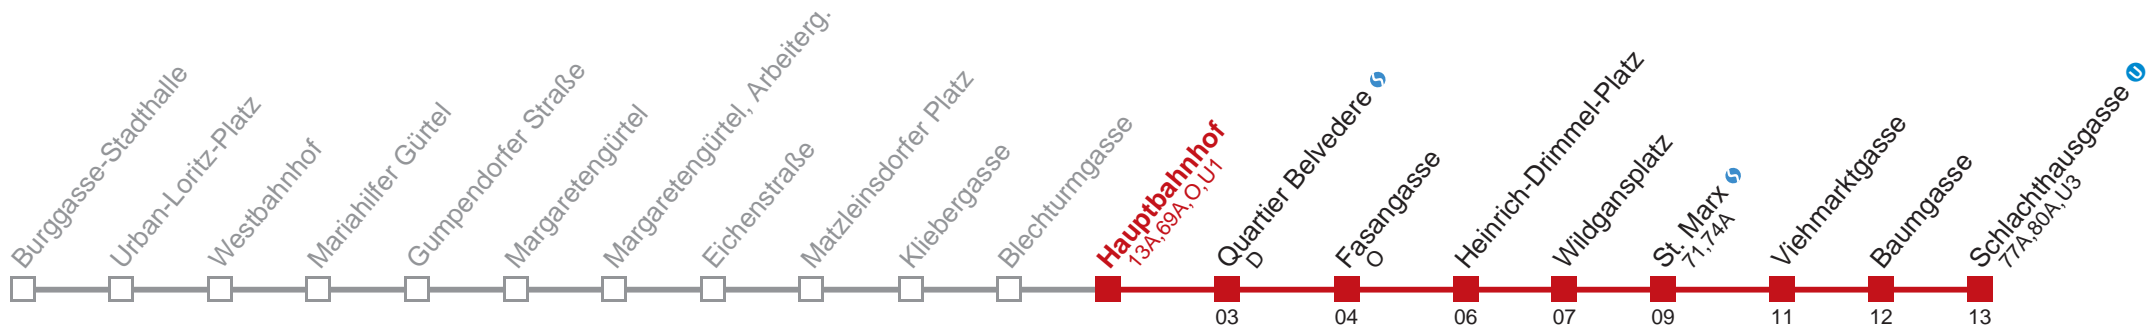 Burggasse-Stadthalle
Urban-Loritz-Platz
Westbahnhof
Mariahilfer Gürtel
Gumpendorfer Straße
Margaretengürtel
Margaretengürtel, Arbeiterg.
Eichenstraße
Matzleinsdorfer Platz
Kliebergasse
Blechturmgasse
Hauptbahnhof
13A,69A,O,U1
Quartier Belvedere S
D
Fasangasse
O
Heinrich-Drimmel-Platz
Wildgansplatz
St. Marx S
71,74A
Viehmarktgasse
Baumgasse
Schlachthausgasse U
77A,80A,U3
03 04 06 07 09 11 12 13